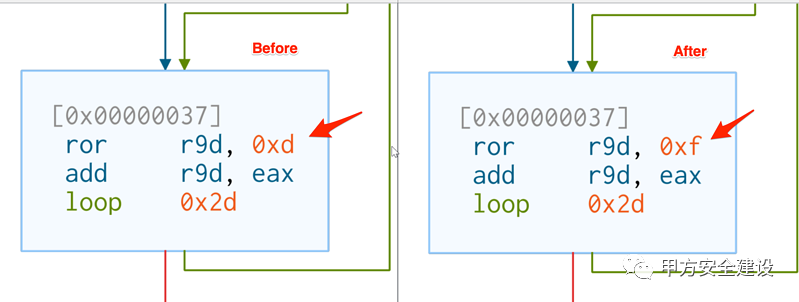 Before
[0x00000037]
ror r9d, 0xd
add r9d, eax
loop 0x2d
After
[0x00000037]
ror r9d, 0xf
add r9d, eax
loop 0x2d
甲方安全建设